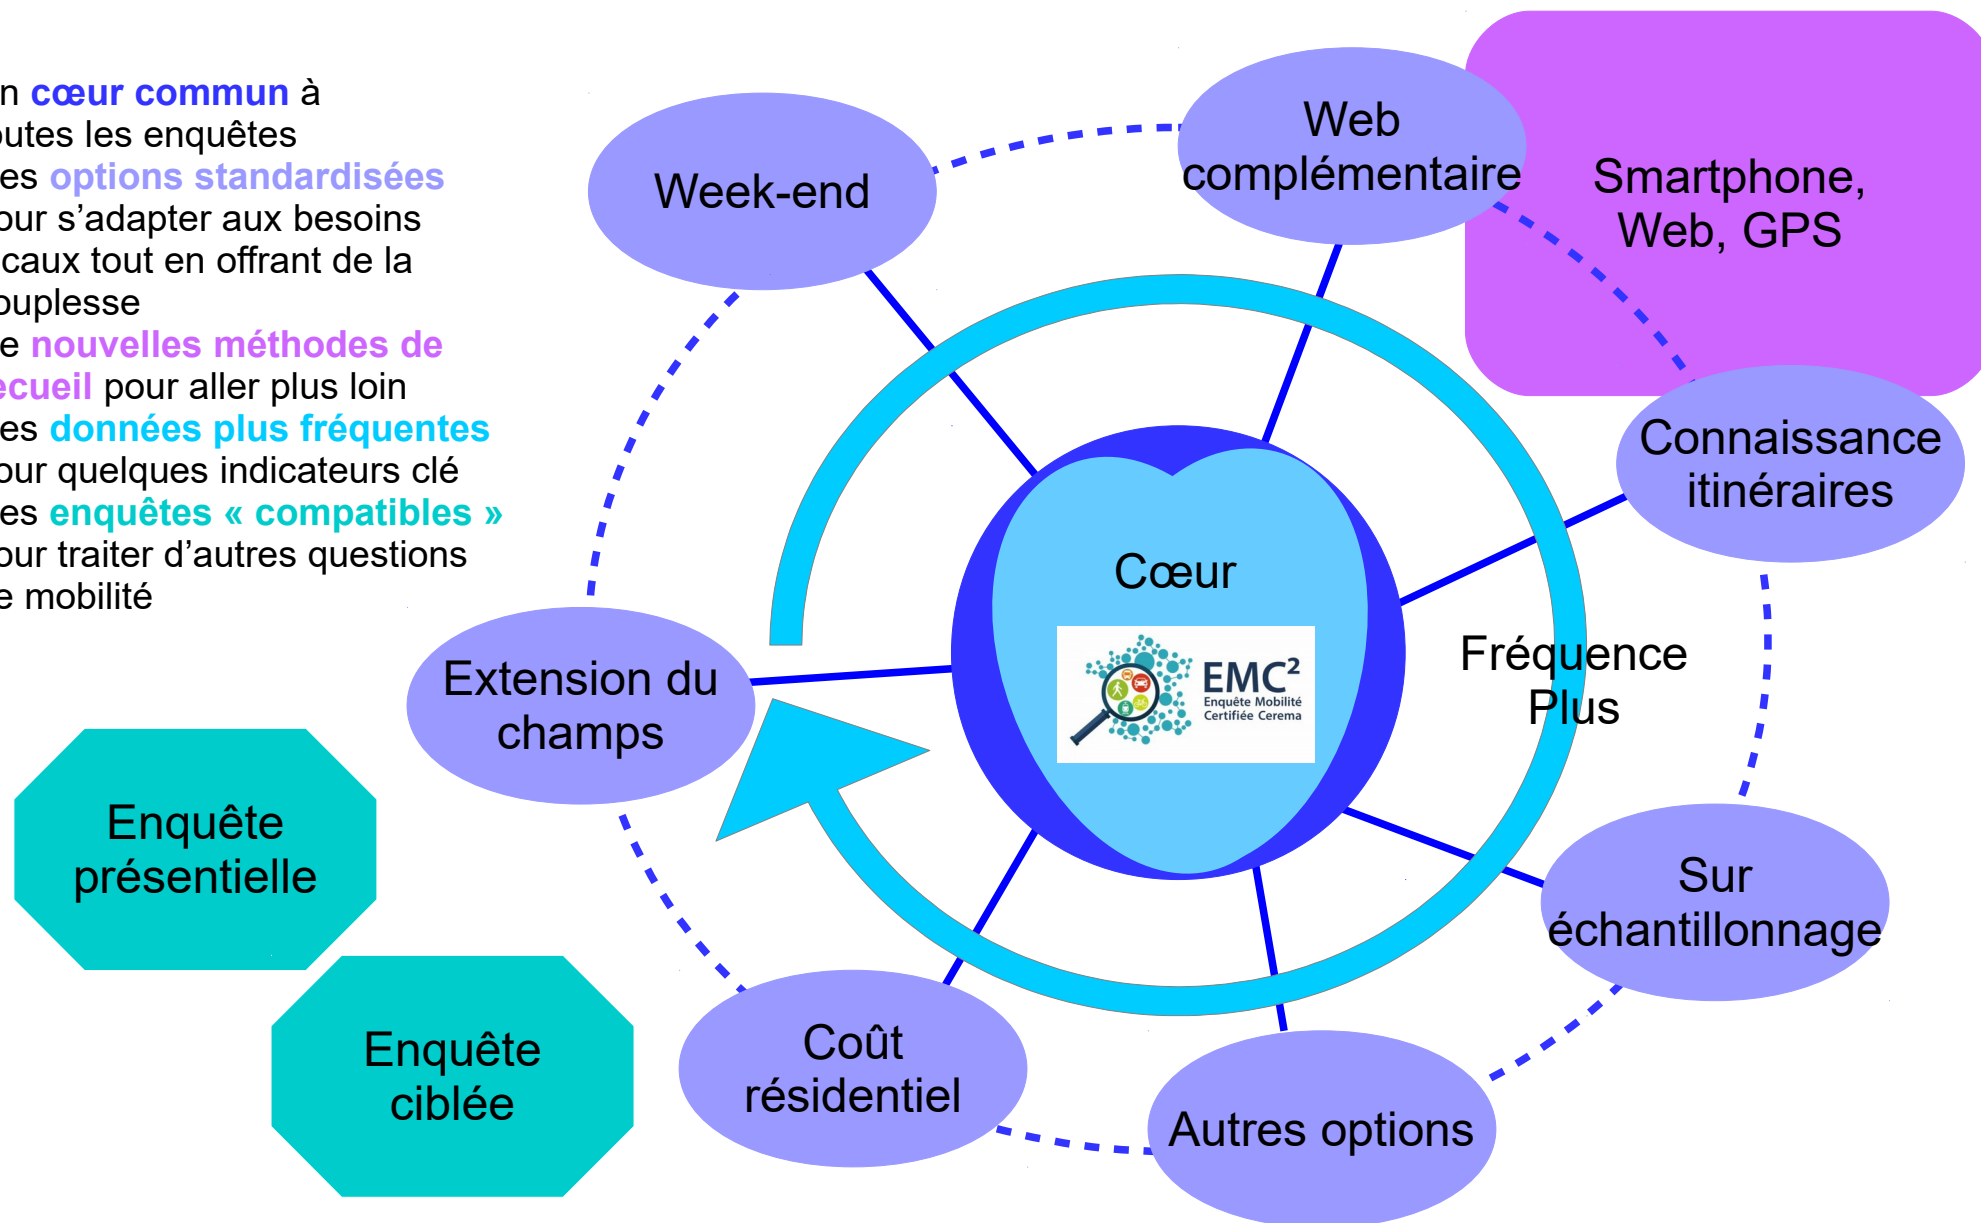 n cœur commun à
outes les enquêtes
es options standardisées
our s’adapter aux besoins
caux tout en offrant de la
ouplesse
e nouvelles méthodes de
ecueil pour aller plus loin
es données plus fréquentes
our quelques indicateurs clé
es enquêtes « compatibles »
our traiter d’autres questions
e mobilité
Week-end
Web
complémentaire
Smartphone,
Web, GPS
Connaissance
itinéraires
Cœur
EMC²
Enquête Mobilité
Certifiée Cerema
Fréquence
Plus
Extension du
champs
Sur
échantillonnage
Enquête
présentielle
Enquête
ciblée
Coût
résidentiel
Autres options